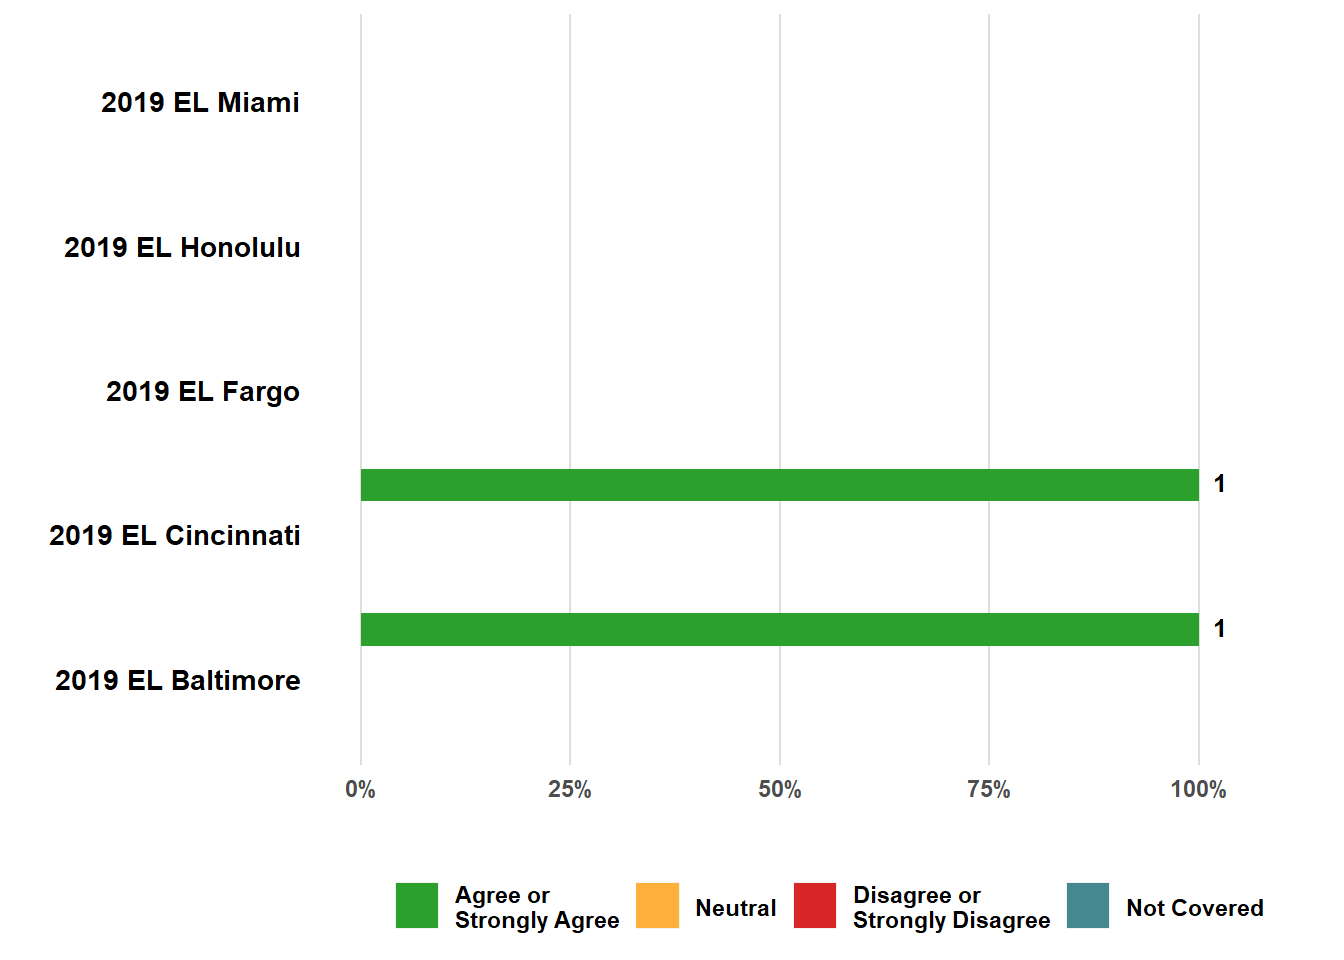 2019 EL Miami
2019 EL Honolulu
2019 EL Fargo
1
2019 EL Cincinnati
1
2019 EL Baltimore
0% 25% 50% 75% 100%
Agree or
Strongly Agree
Neutral
Disagree or
Strongly Disagree
Not Covered